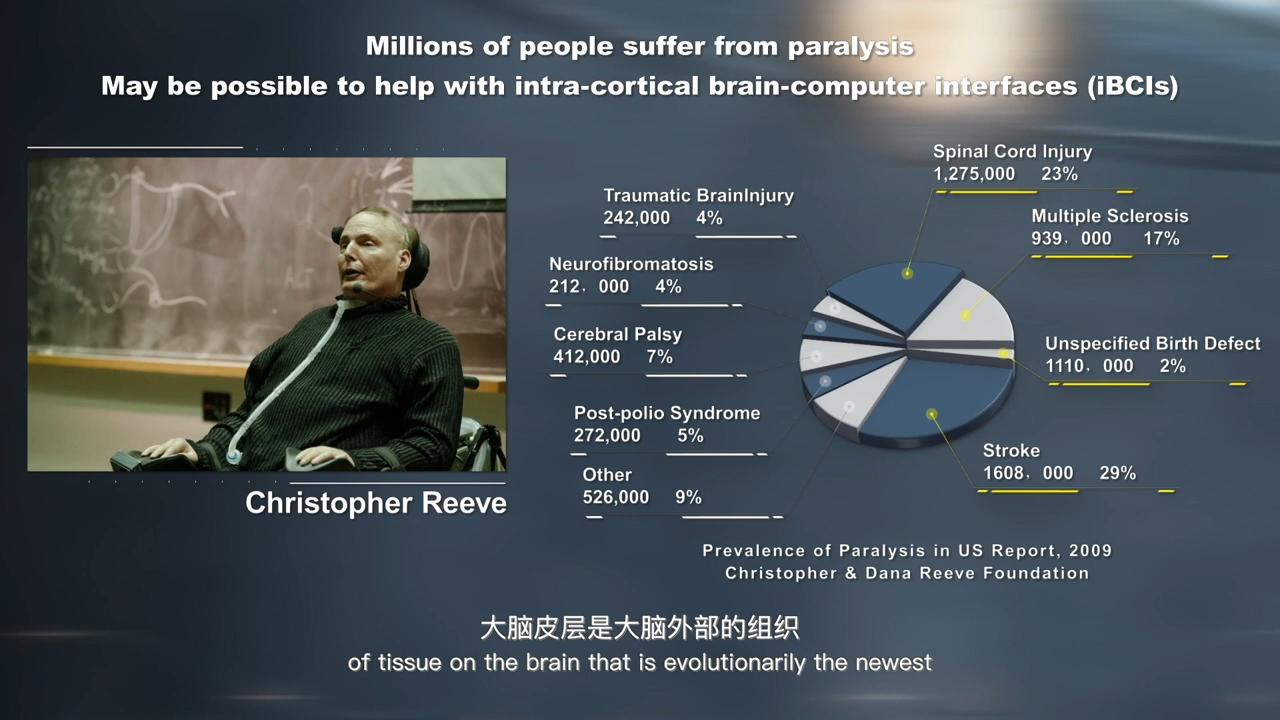 Millions of people suffer from paralysis
May be possible to help with intra-cortical brain-computer interfaces (iBCIs)
Christopher Reeve
Spinal Cord Injury
1,275,000 23%
Multiple Sclerosis
939，000 17%
Unspecified Birth Defect
1110，000 2%
Stroke
1608，000 29%
Traumatic BrainInjury
242,000 4%
Neurofibromatosis
212，000 4%
Cerebral Palsy
412,000 7%
Post-polio Syndrome
272,000 5%
Other
526,000 9%
Prevalence of Paralysis in US Report, 2009
Christopher & Dana Reeve Foundation
大脑皮层是大脑外部的组织
of tissue on the brain that is evolutionarily the newest